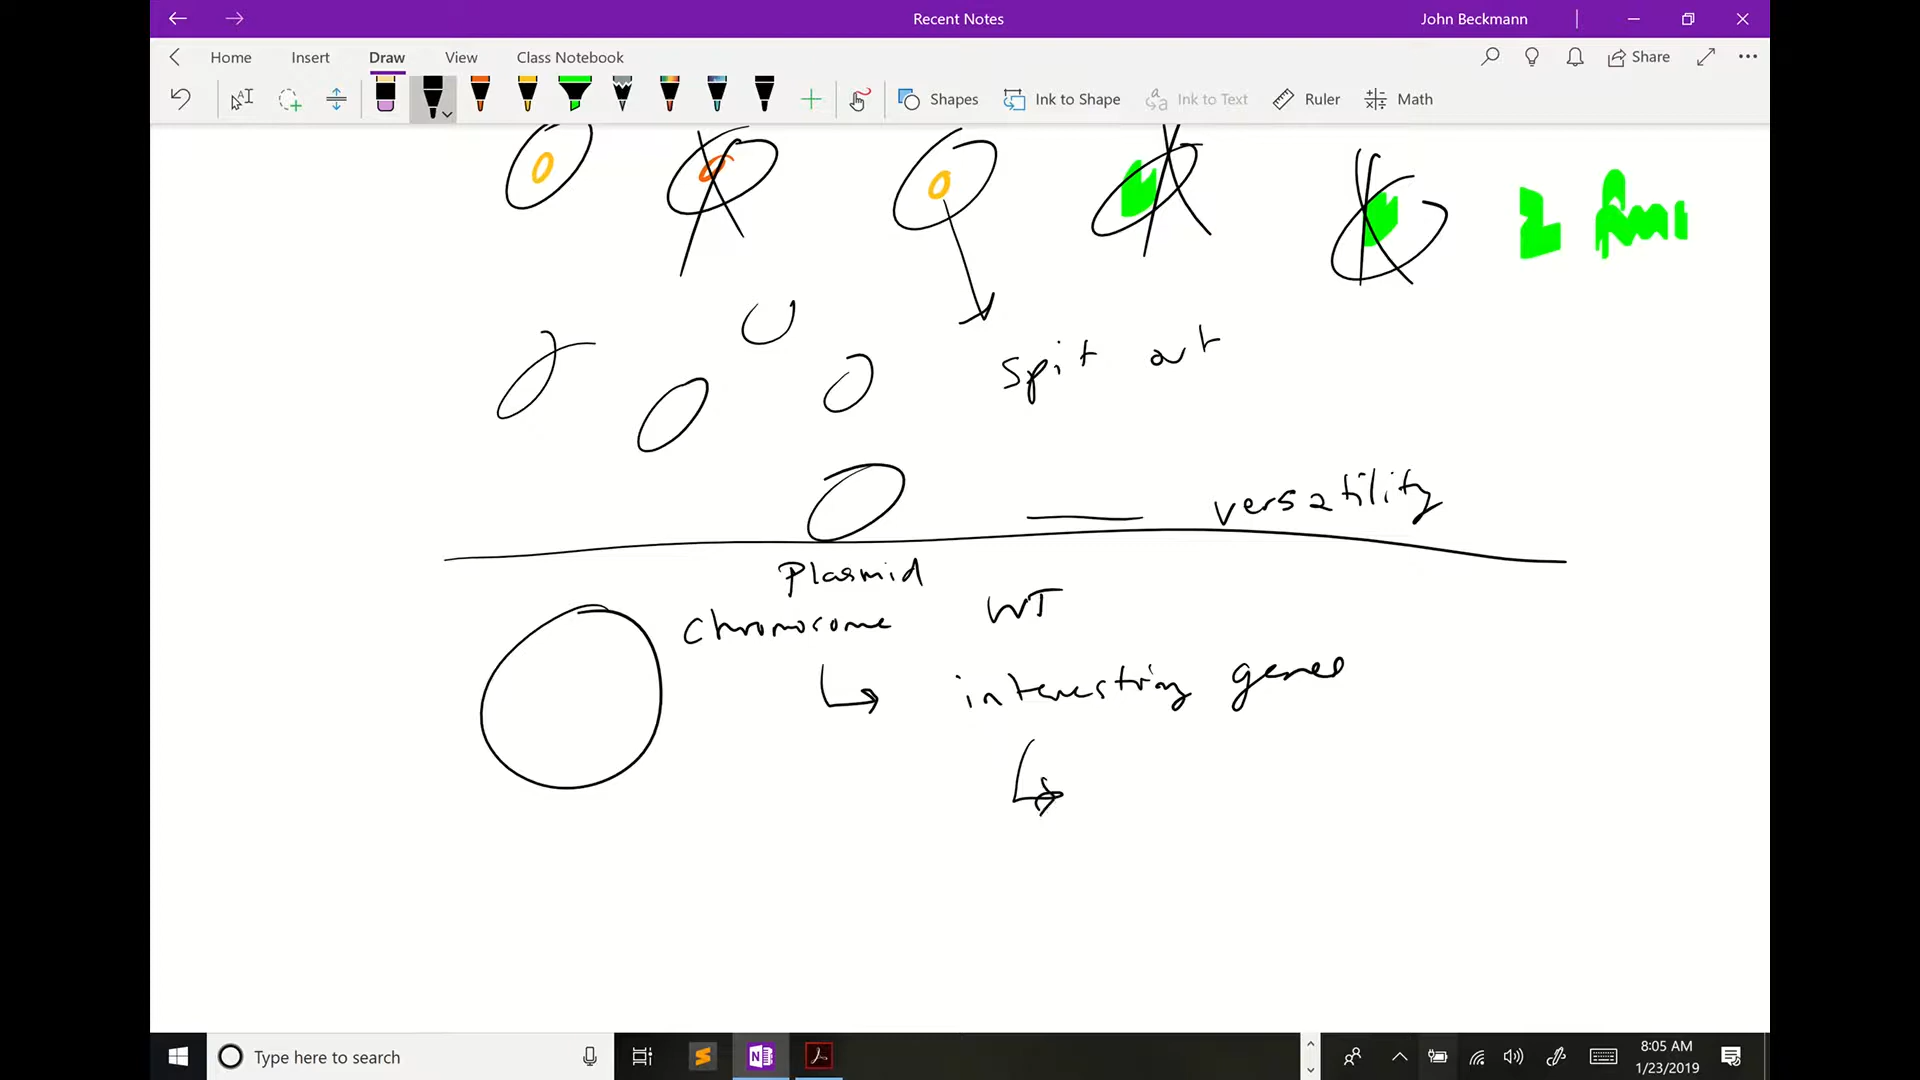 Recent Notes
John Beckmann
Home Insert Draw View Class Notebook
Share
Shapes Ink to Shape Ink to Text Ruler Math
Spit out
versatility
Plasmid
Chromosome WT
interesting genes
Type here to search
8:05 AM
1/23/2019